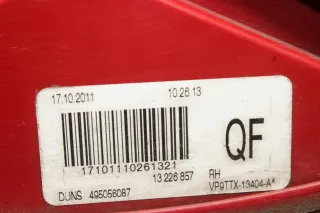 17.10.2011 10:26:13
QF
17101110261321
13 226 857 RH
DUNS 495056087 VP9TTX-13404-A*